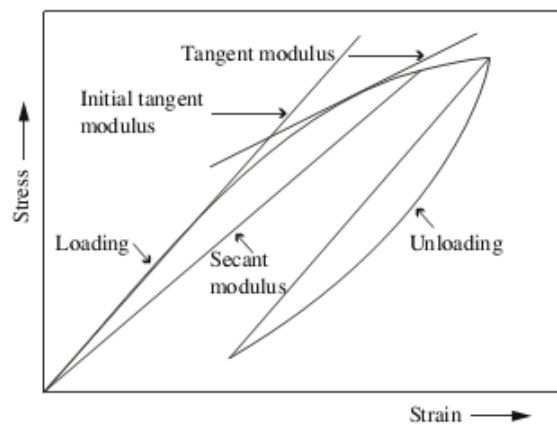 Tangent modulus
Initial tangent
modulus
Stress
Loading
Secant
modulus
Unloading
Strain